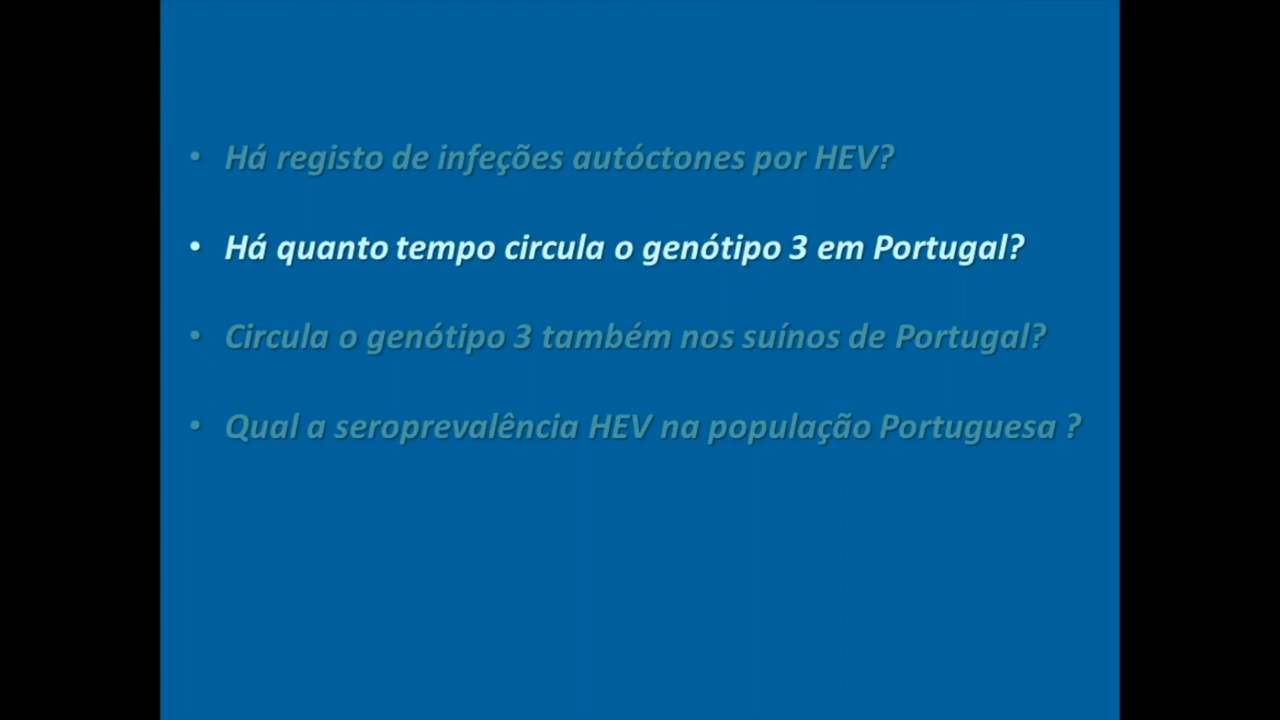 • Há registo de infeções autóctones por HEV?
• Há quanto tempo circula o genótipo 3 em Portugal?
• Circula o genótipo 3 também nos suínos de Portugal?
• Qual a seroprevalência HEV na população Portuguesa ?